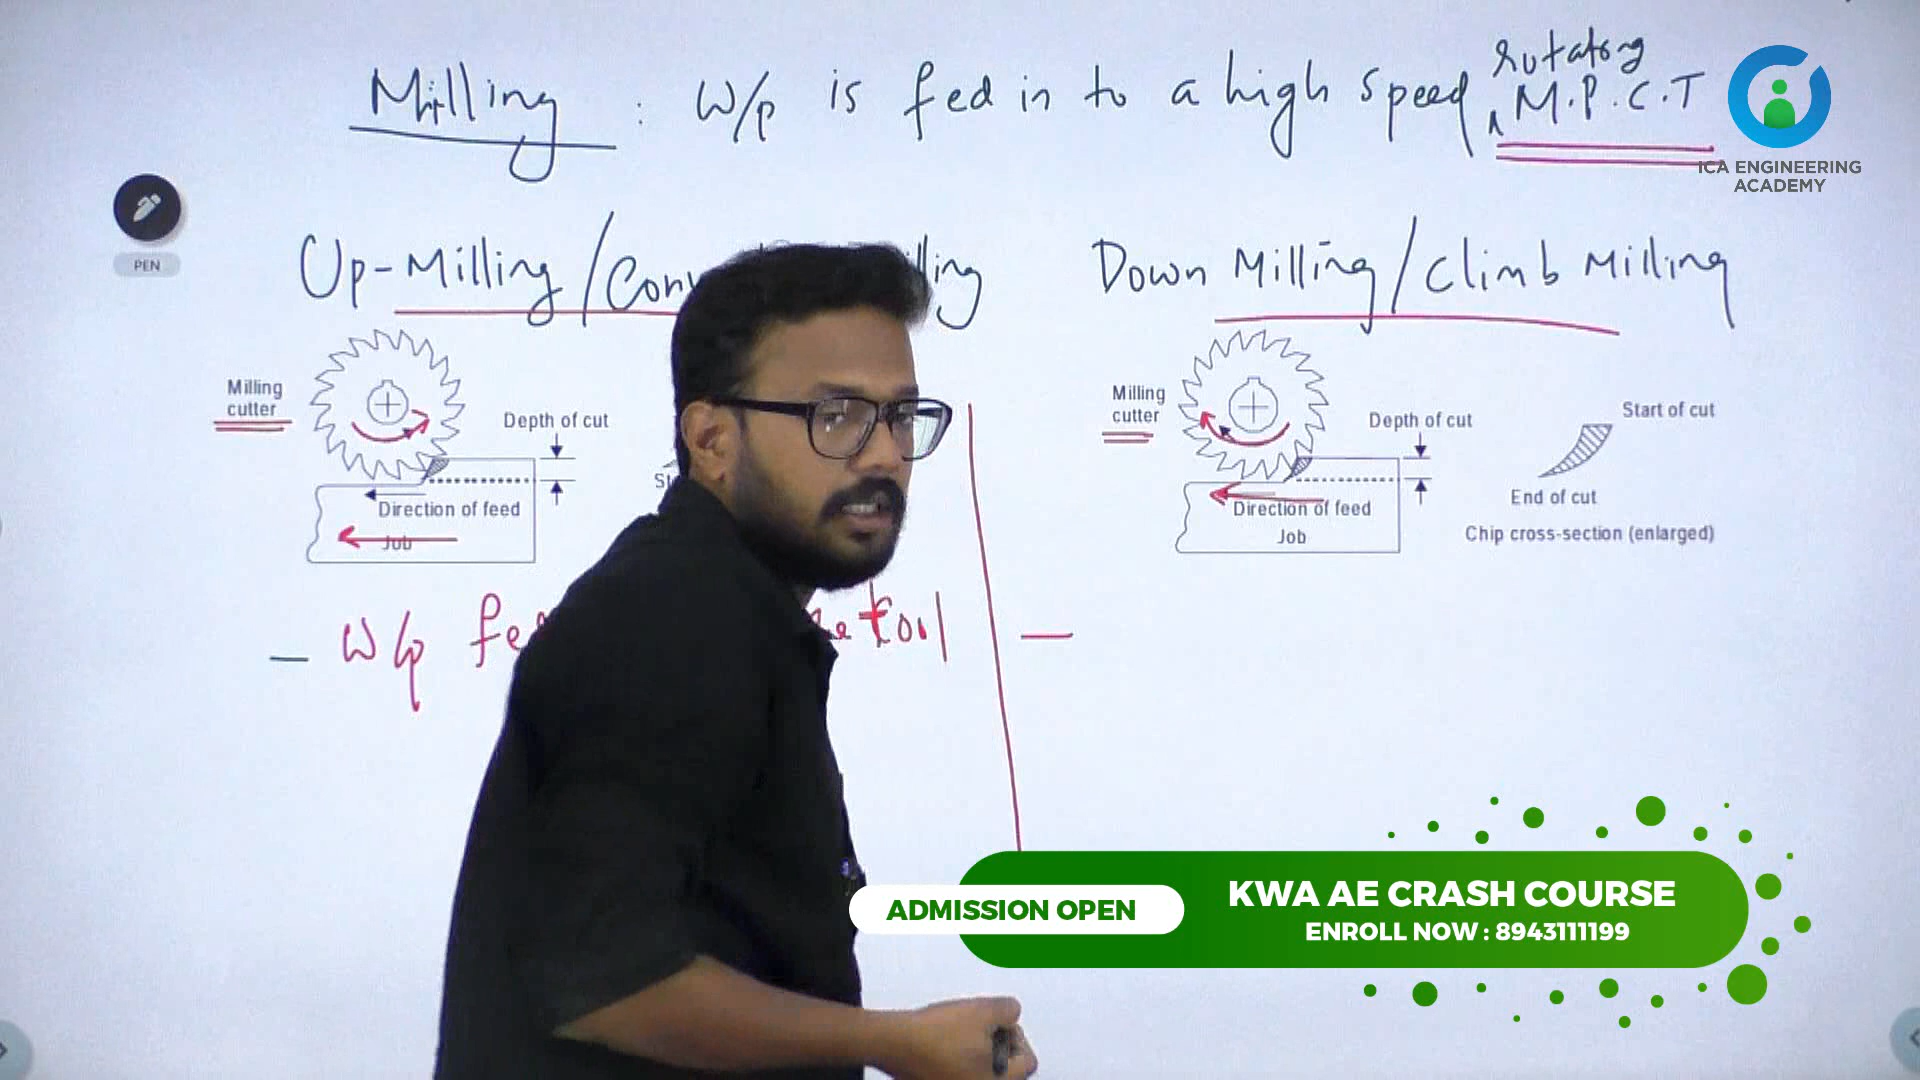 Milling : W/p is fed in to a high speed rotatong M.P.C.T
ICA ENGINEERING
ACADEMY
PEN
Up-Milling / Conv lling
Down Milling / Climb Milling
Milling
cutter
Depth of cut
Direction of feed
Job
Milling
cutter
Depth of cut
Start of cut
Direction of feed
Job
End of cut
Chip cross-section (enlarged)
- W/p fe tool
-
ADMISSION OPEN
KWA AE CRASH COURSE
ENROLL NOW : 8943111199